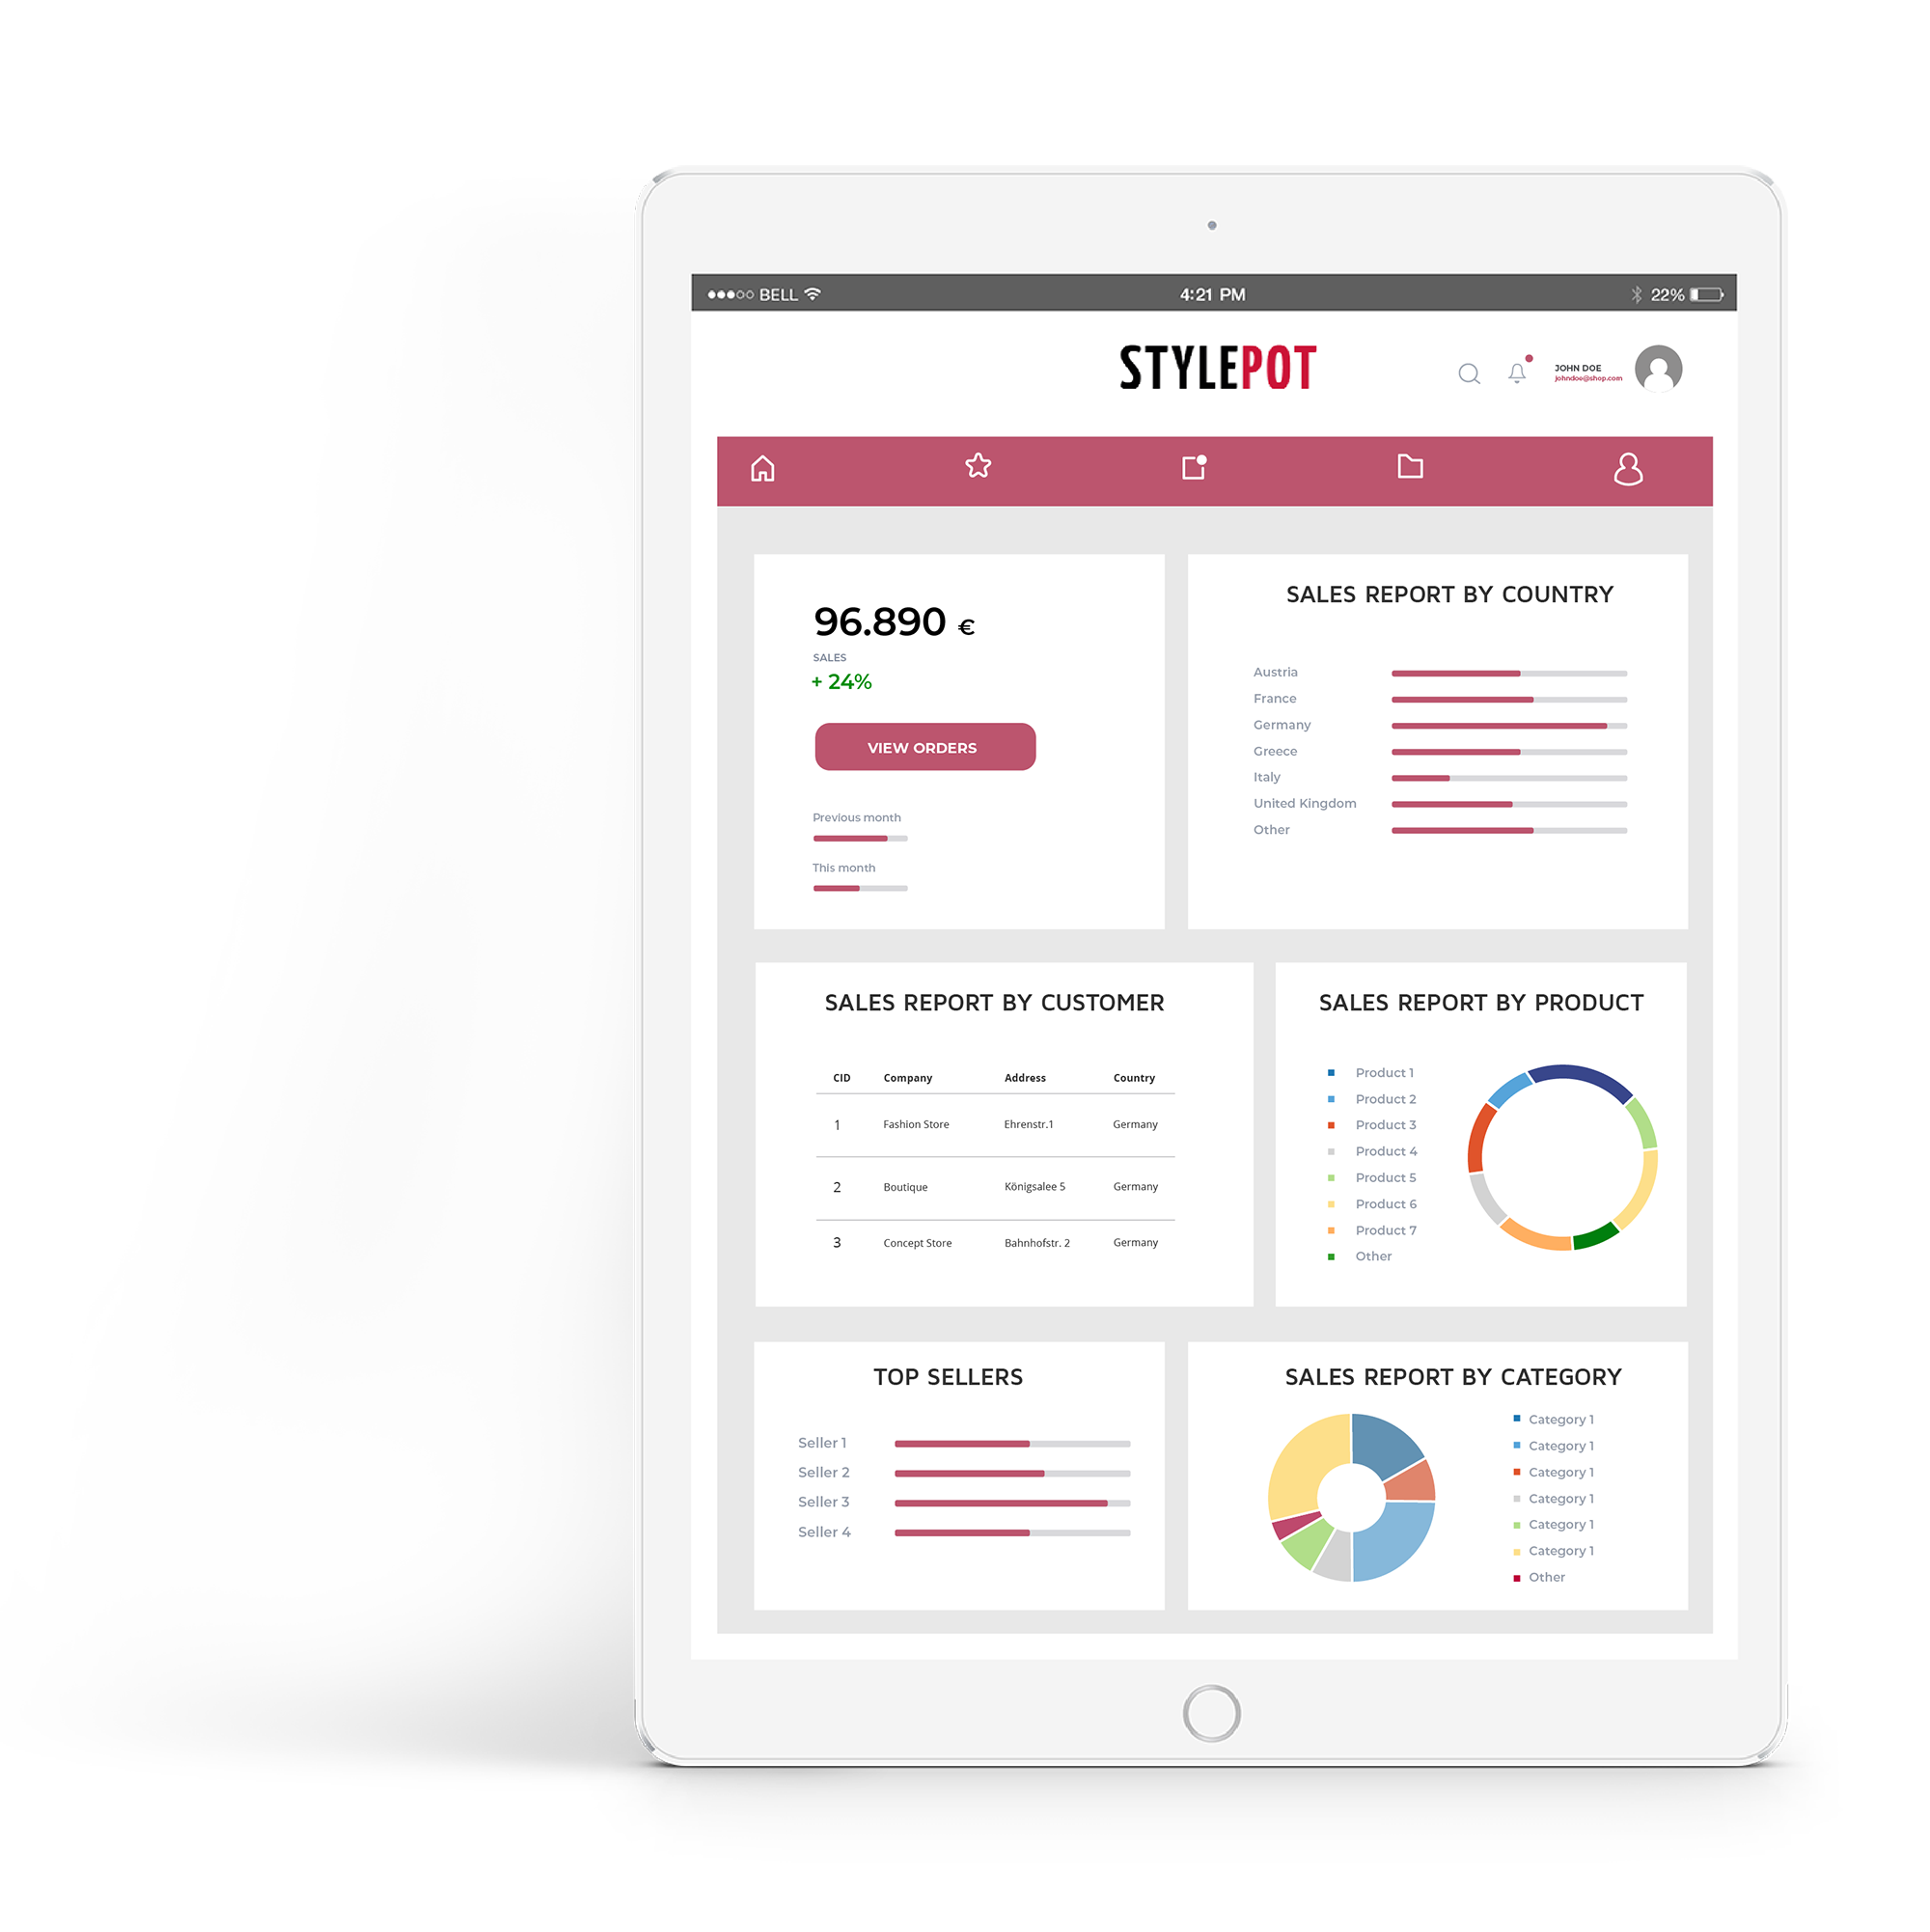 BELL
4:21 PM
22%
STYLEPOT
JOHN DOE
johndoe@shop.com
96.890 €
SALES
+ 24%
VIEW ORDERS
Previous month
This month
SALES REPORT BY COUNTRY
Austria
France
Germany
Greece
Italy
United Kingdom
Other
SALES REPORT BY CUSTOMER
CID Company Address Country
1 Fashion Store Ehrenstr.1 Germany
2 Boutique Königsalee 5 Germany
3 Concept Store Bahnhofstr. 2 Germany
SALES REPORT BY PRODUCT
Product 1
Product 2
Product 3
Product 4
Product 5
Product 6
Product 7
Other
TOP SELLERS
Seller 1
Seller 2
Seller 3
Seller 4
SALES REPORT BY CATEGORY
Category 1
Category 1
Category 1
Category 1
Category 1
Category 1
Other